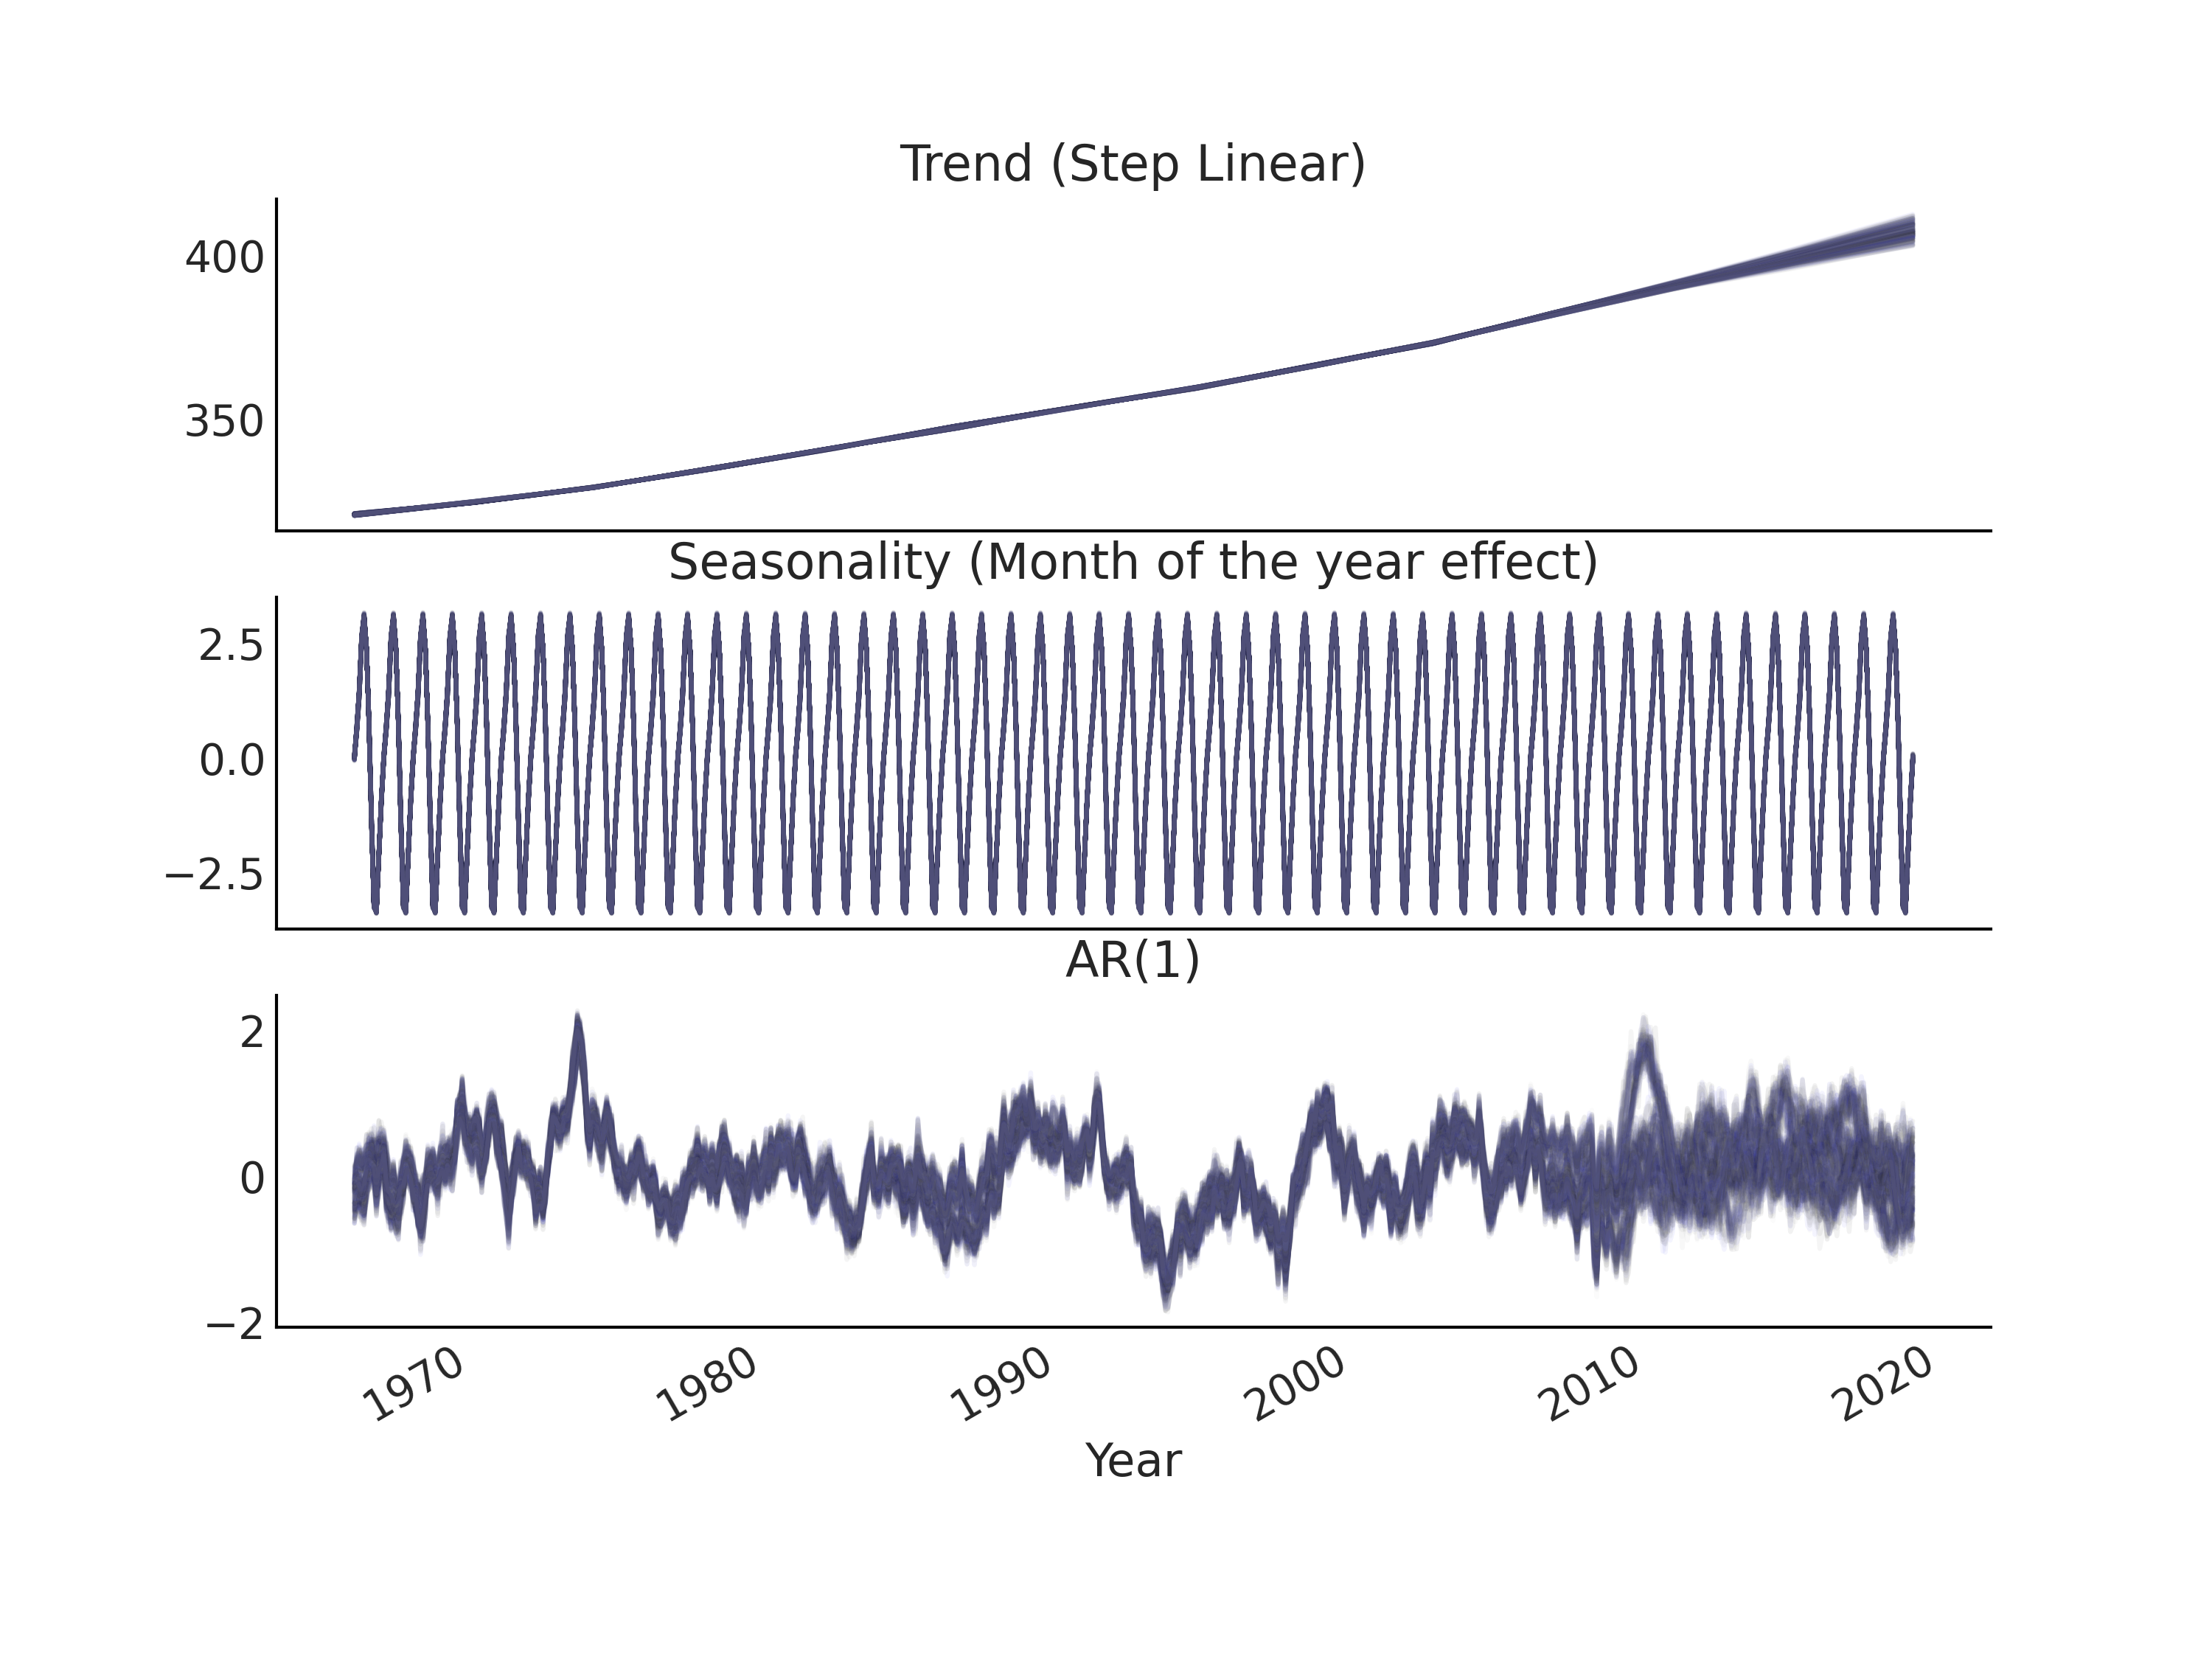 Trend (Step Linear)
400
350
Seasonality (Month of the year effect)
2.5
0.0
−2.5
AR(1)
2
0
−2
1970 1980 1990 2000 2010 2020
Year